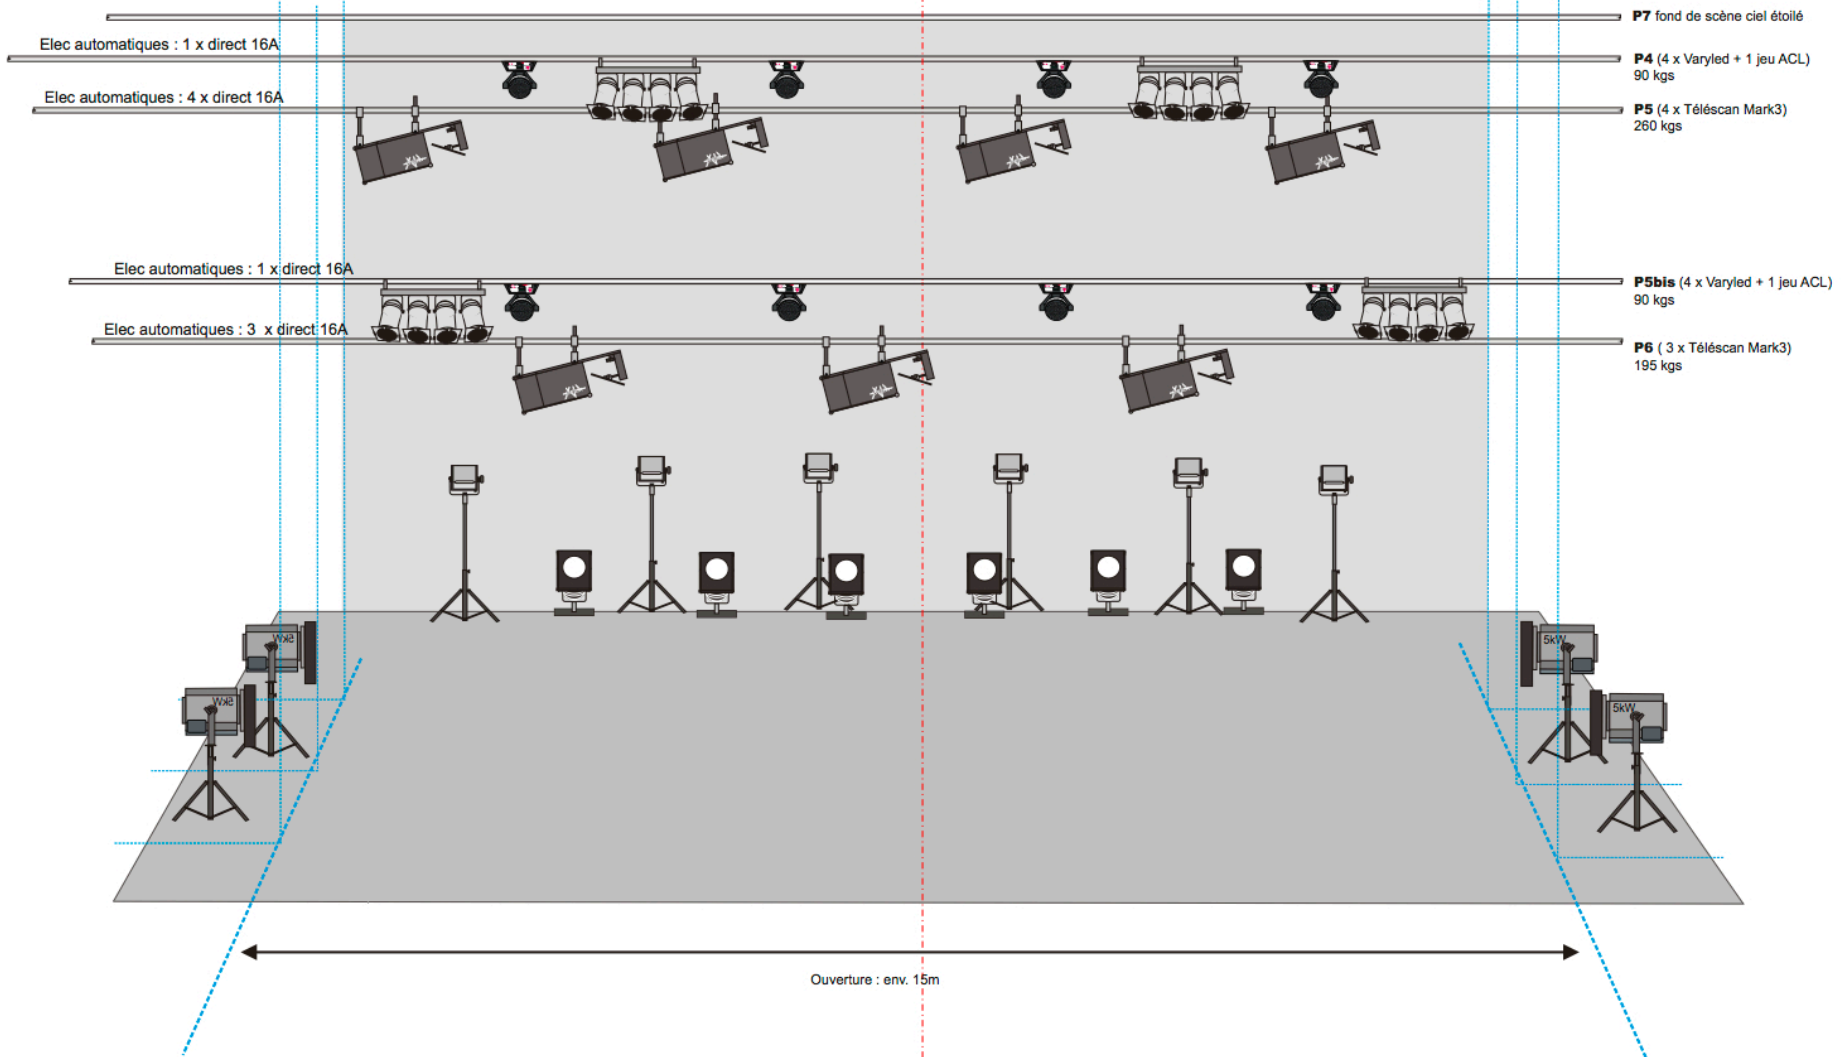 P7 fond de scène ciel étoilé
Elec automatiques : 1 x direct 16A
P4 (4 x Varyled + 1 jeu ACL)
90 kgs
Elec automatiques : 4 x direct 16A
P5 (4 x Téléscan Mark3)
260 kgs
Elec automatiques : 1 x direct 16A
P5bis (4 x Varyled + 1 jeu ACL)
90 kgs
Elec automatiques : 3 x direct 16A
P6 ( 3 x Téléscan Mark3)
195 kgs
5kW
5kW
5kW
5kW
Ouverture : env. 15m